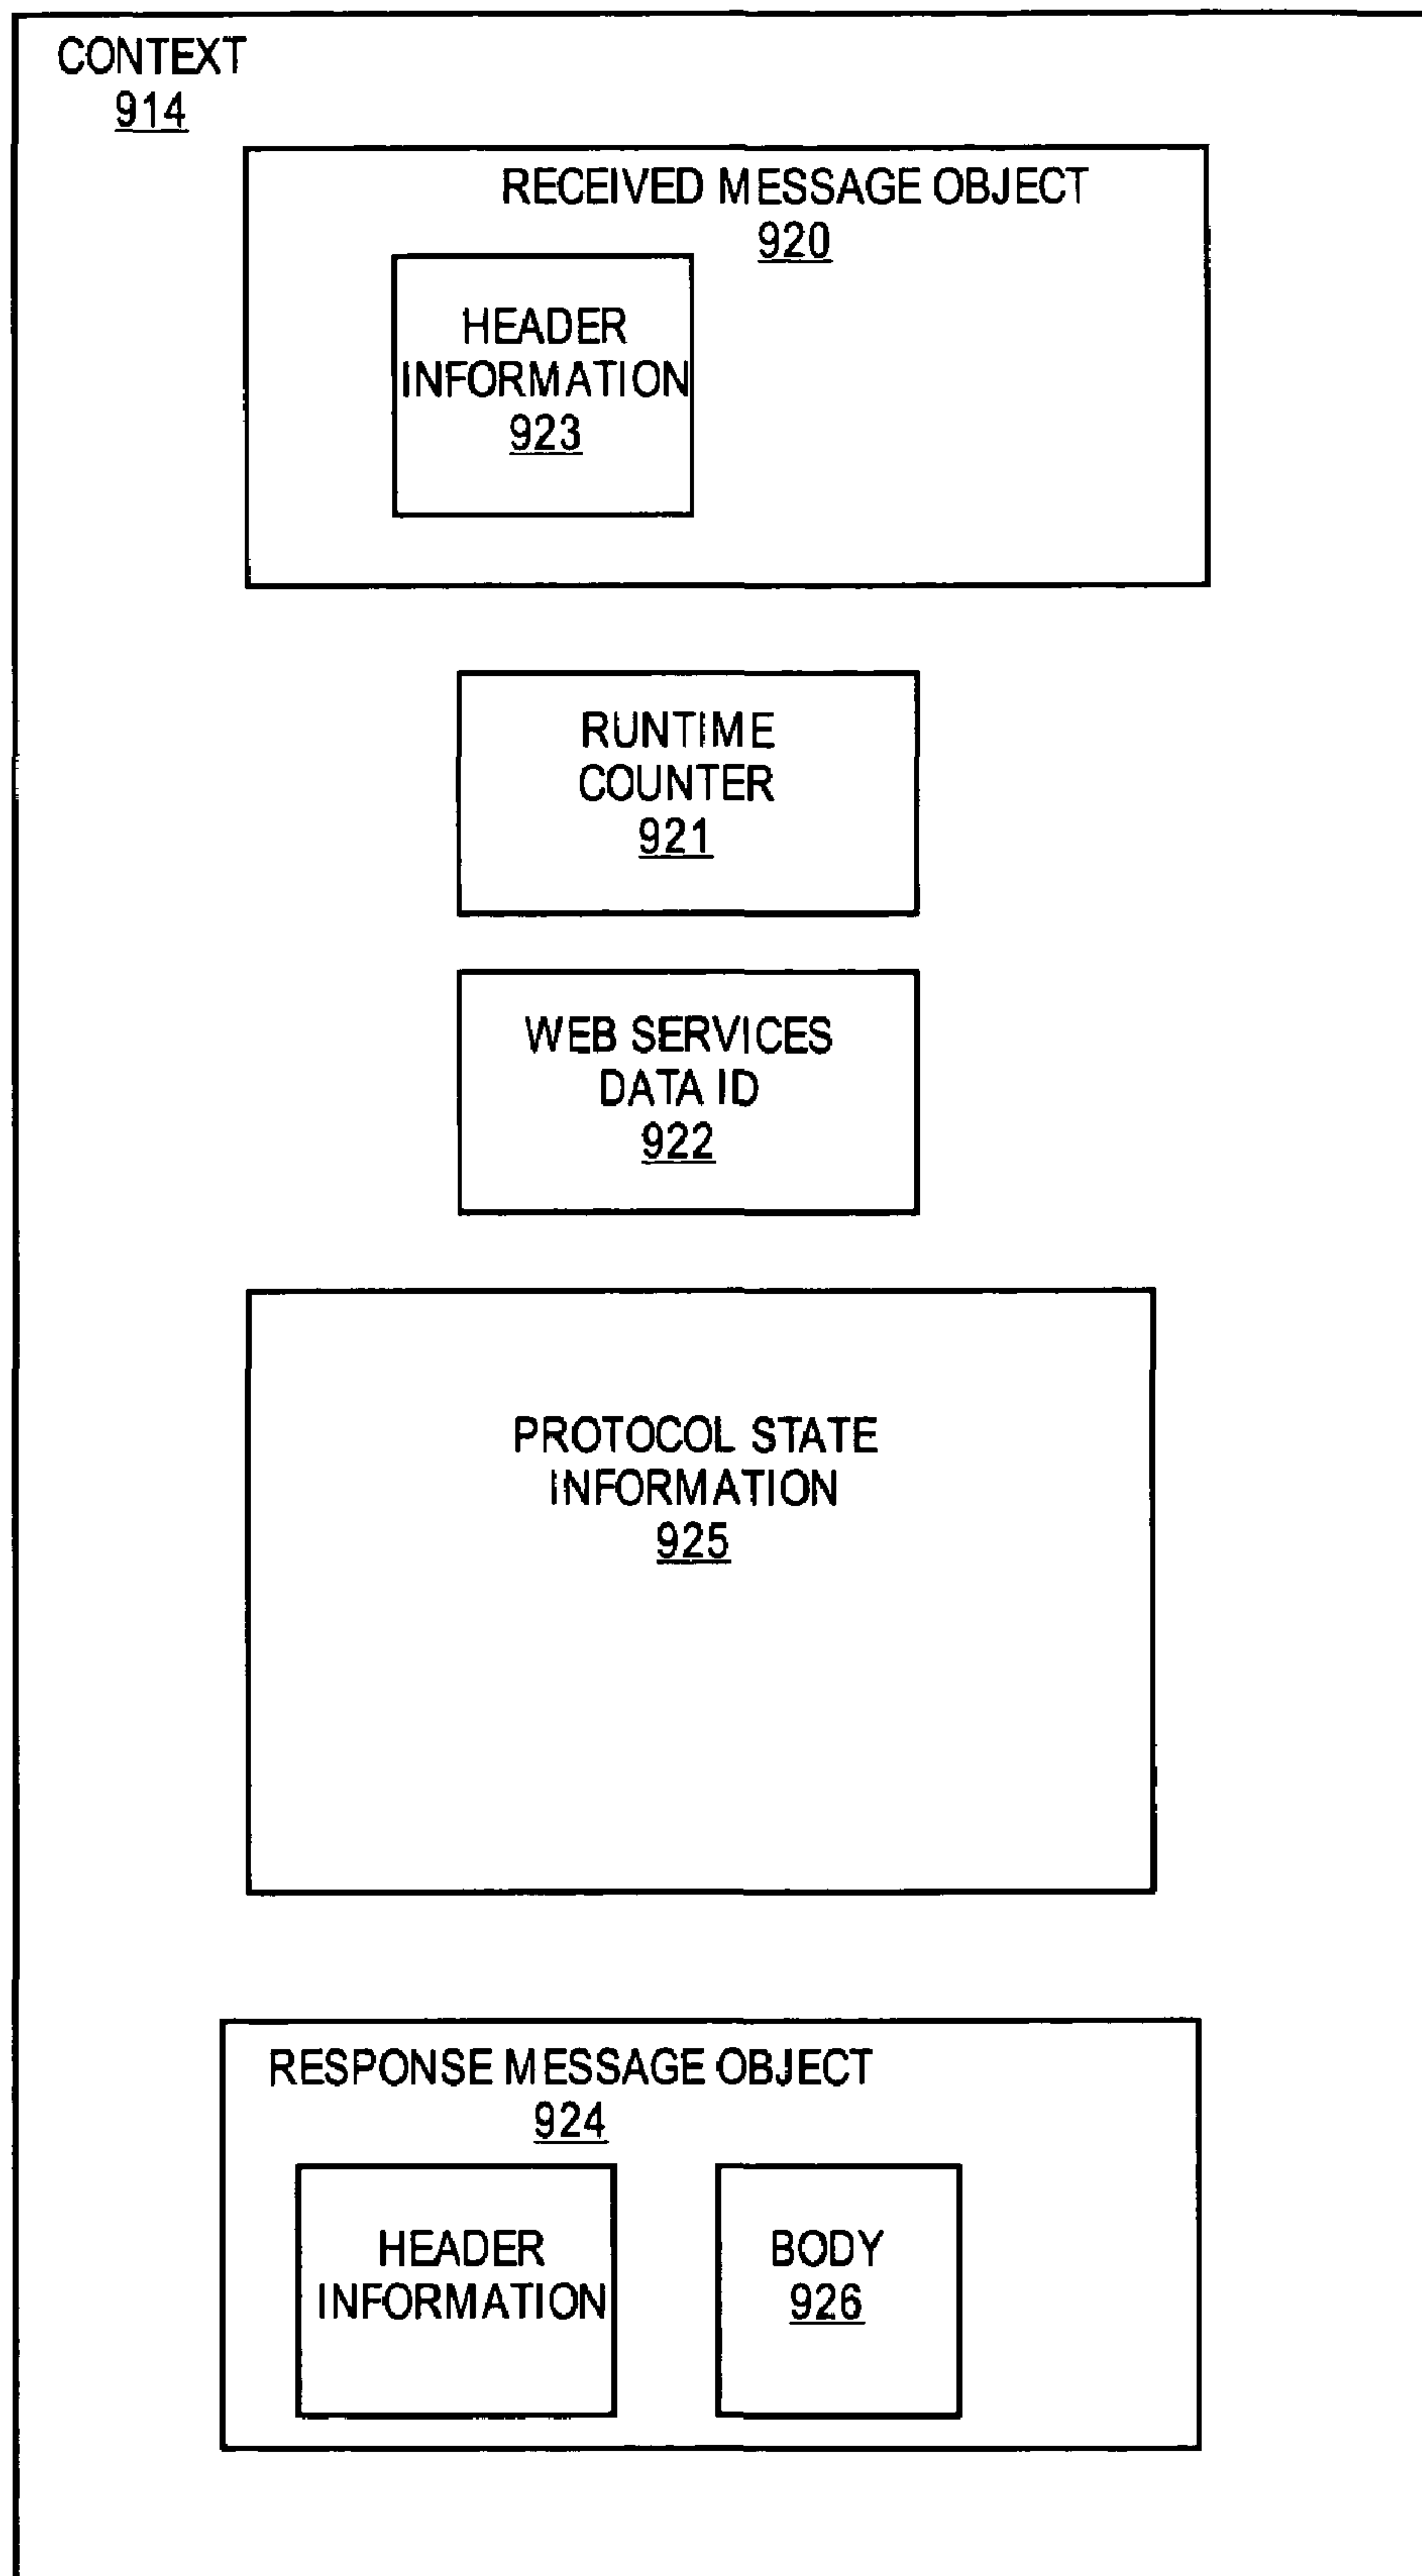 CONTEXT
914
RECEIVED MESSAGE OBJECT
920
HEADER
INFORMATION
923
RUNTIME
COUNTER
921
WEB SERVICES
DATA ID
922
PROTOCOL STATE
INFORMATION
925
RESPONSE MESSAGE OBJECT
924
HEADER
INFORMATION
BODY
926